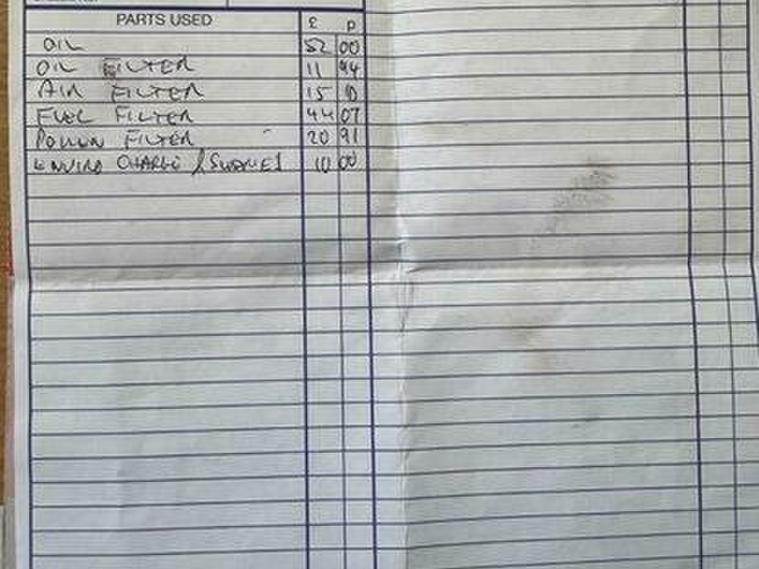 PARTS USED £ P
OIL 52 00
OIL FILTER 11 94
AIR FILTER 15
FUEL FILTER 44 07
POLLEN FILTER 20 91
ENVIRO CHARGE 10 00